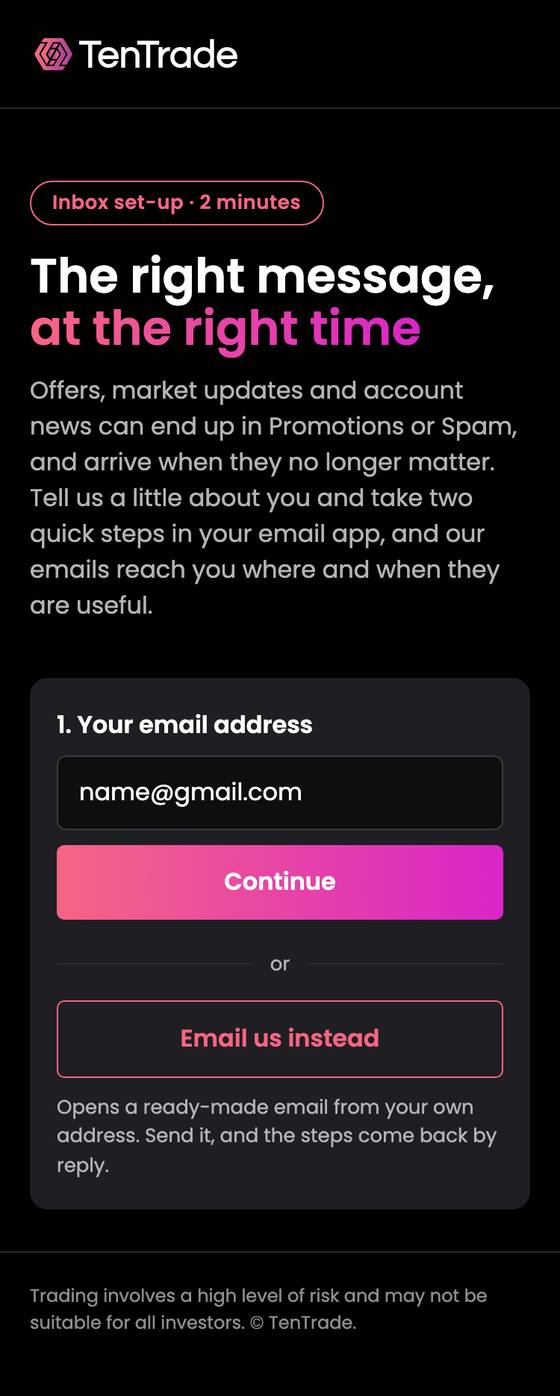 TenTrade
Inbox set-up · 2 minutes
The right message,
at the right time
Offers, market updates and account
news can end up in Promotions or Spam,
and arrive when they no longer matter.
Tell us a little about you and take two
quick steps in your email app, and our
emails reach you where and when they
are useful.
1. Your email address
name@gmail.com
Continue
or
Email us instead
Opens a ready-made email from your own
address. Send it, and the steps come back by
reply.
Trading involves a high level of risk and may not be
suitable for all investors. © TenTrade.